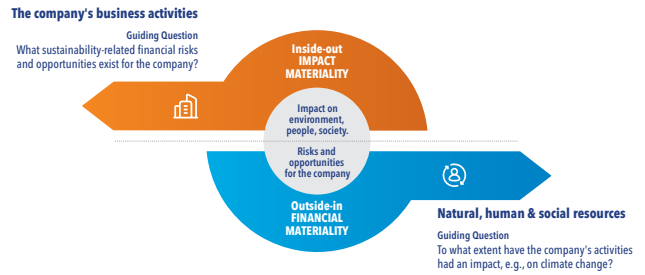 The company's business activities
Guiding Question
What sustainability-related financial risks
and opportunities exist for the company?
Inside-out
IMPACT
MATERIALITY
Impact on
environment,
people, society.
Risks and
opportunities
for the company
Outside-in
FINANCIAL
MATERIALITY
Natural, human & social resources
Guiding Question
To what extent have the company's activities
had an impact, e.g., on climate change?